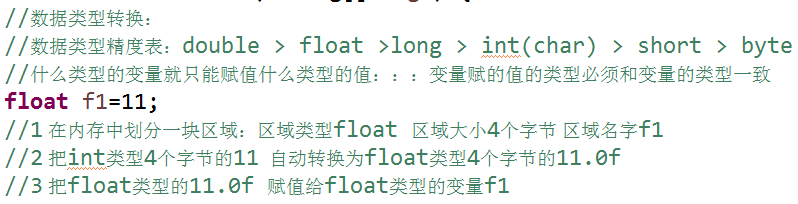 //数据类型转换：
//数据类型精度表：double > float >long > int(char) > short > byte
//什么类型的变量就只能赋值什么类型的值：：：变量赋的值的类型必须和变量的类型一致
float f1=11;
//1 在内存中划分一块区域：区域类型float 区域大小4个字节 区域名字f1
//2 把int类型4个字节的11 自动转换为float类型4个字节的11.0f
//3 把float类型的11.0f 赋值给float类型的变量f1